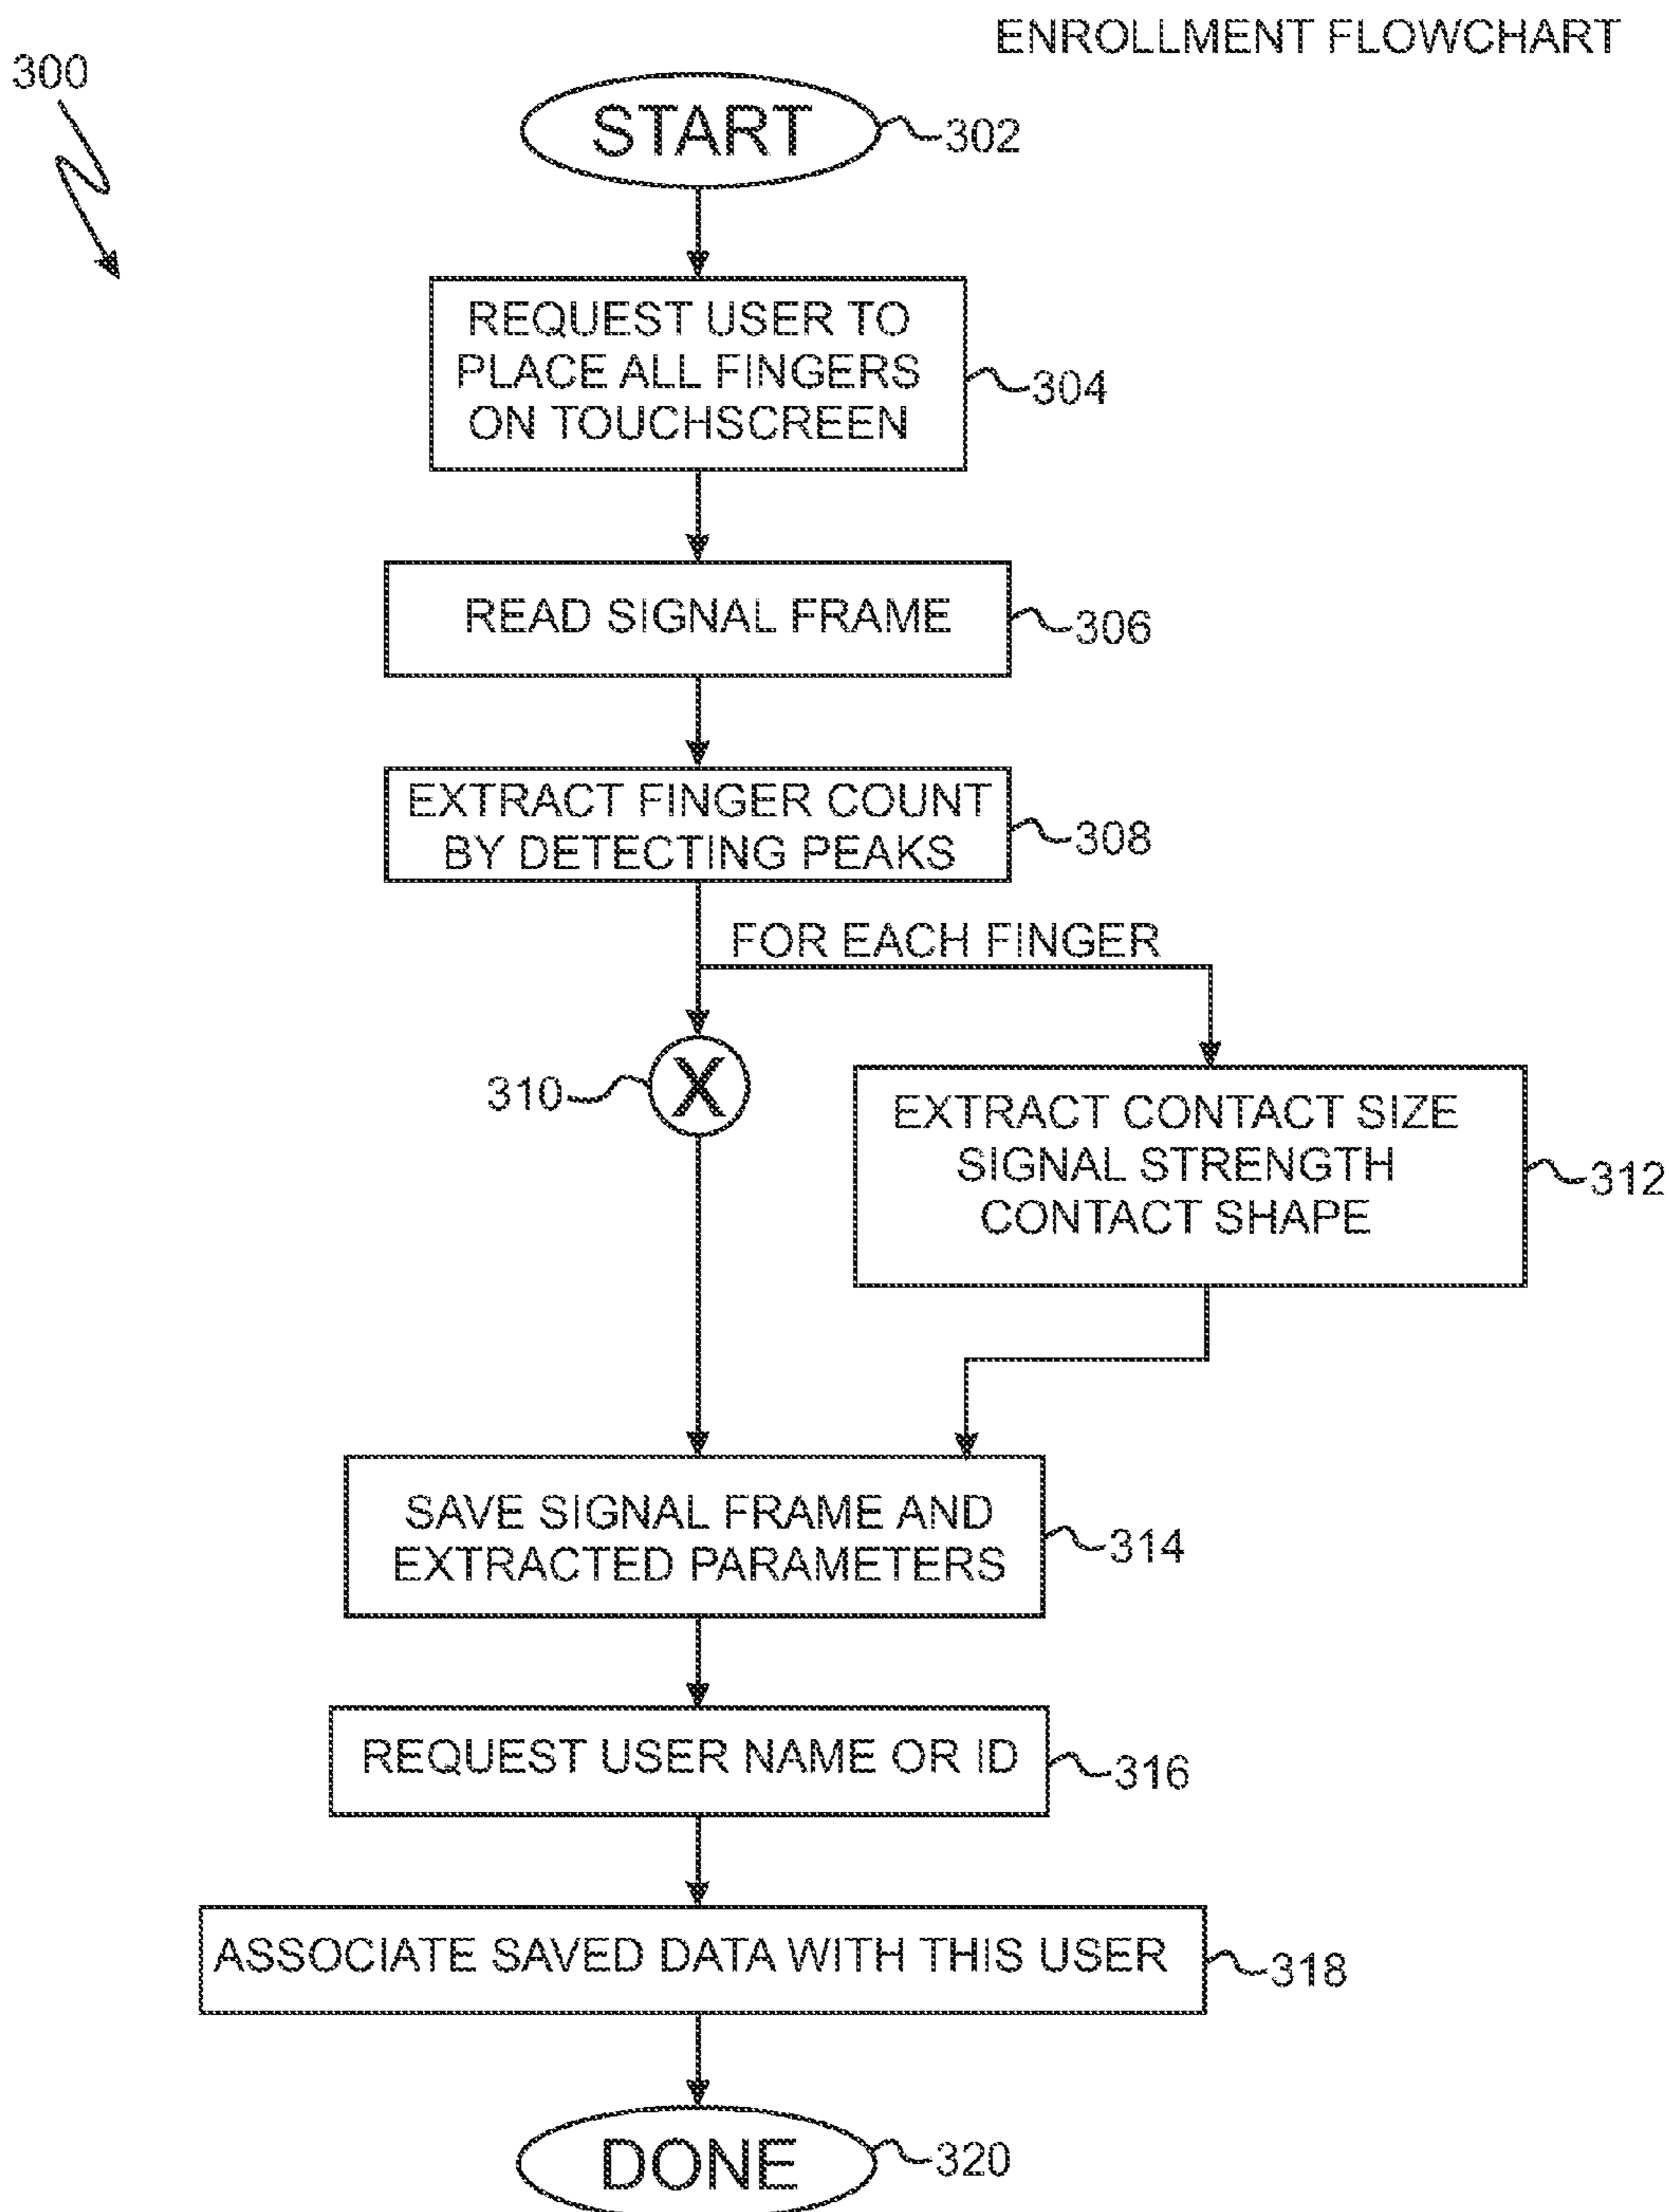 ENROLLMENT FLOWCHART
300
START
302
REQUEST USER TO
PLACE ALL FINGERS
ON TOUCHSCREEN
304
READ SIGNAL FRAME
306
EXTRACT FINGER COUNT
BY DETECTING PEAKS
308
FOR EACH FINGER
310
X
EXTRACT CONTACT SIZE
SIGNAL STRENGTH
CONTACT SHAPE
312
SAVE SIGNAL FRAME AND
EXTRACTED PARAMETERS
314
REQUEST USER NAME OR ID
316
ASSOCIATE SAVED DATA WITH THIS USER
318
DONE
320